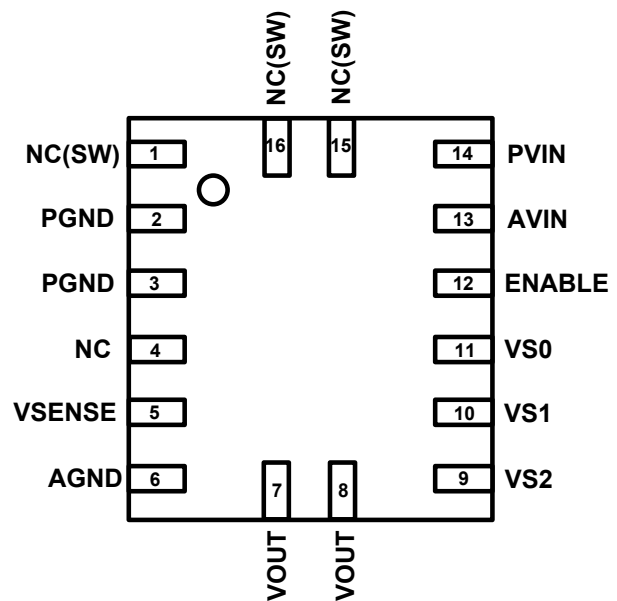 NC(SW)
NC(SW)
16
15
NC(SW)
1
14
PVIN
PGND
2
13
AVIN
PGND
3
12
ENABLE
NC
4
11
VS0
VSENSE
5
10
VS1
AGND
6
7
8
9
VS2
VOUT
VOUT